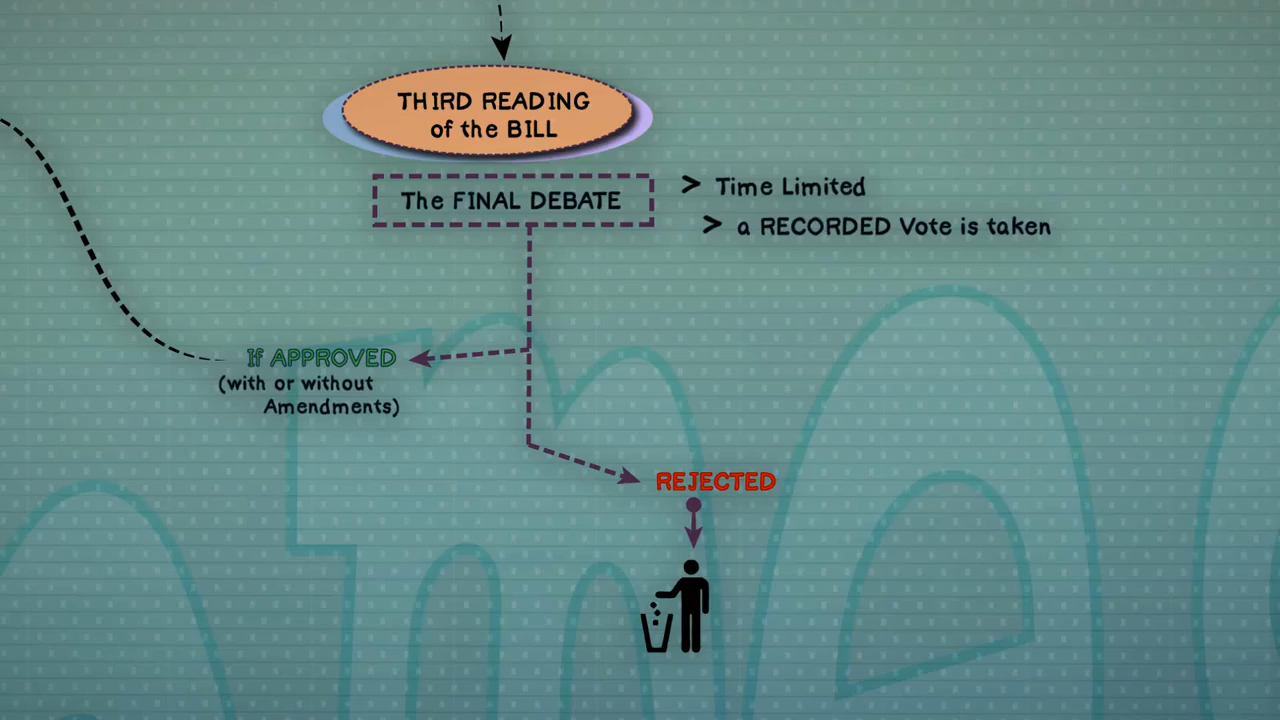 THIRD READING
of the BILL
The FINAL DEBATE
> Time Limited
> a RECORDED Vote is taken
If APPROVED
(with or without
Amendments)
REJECTED